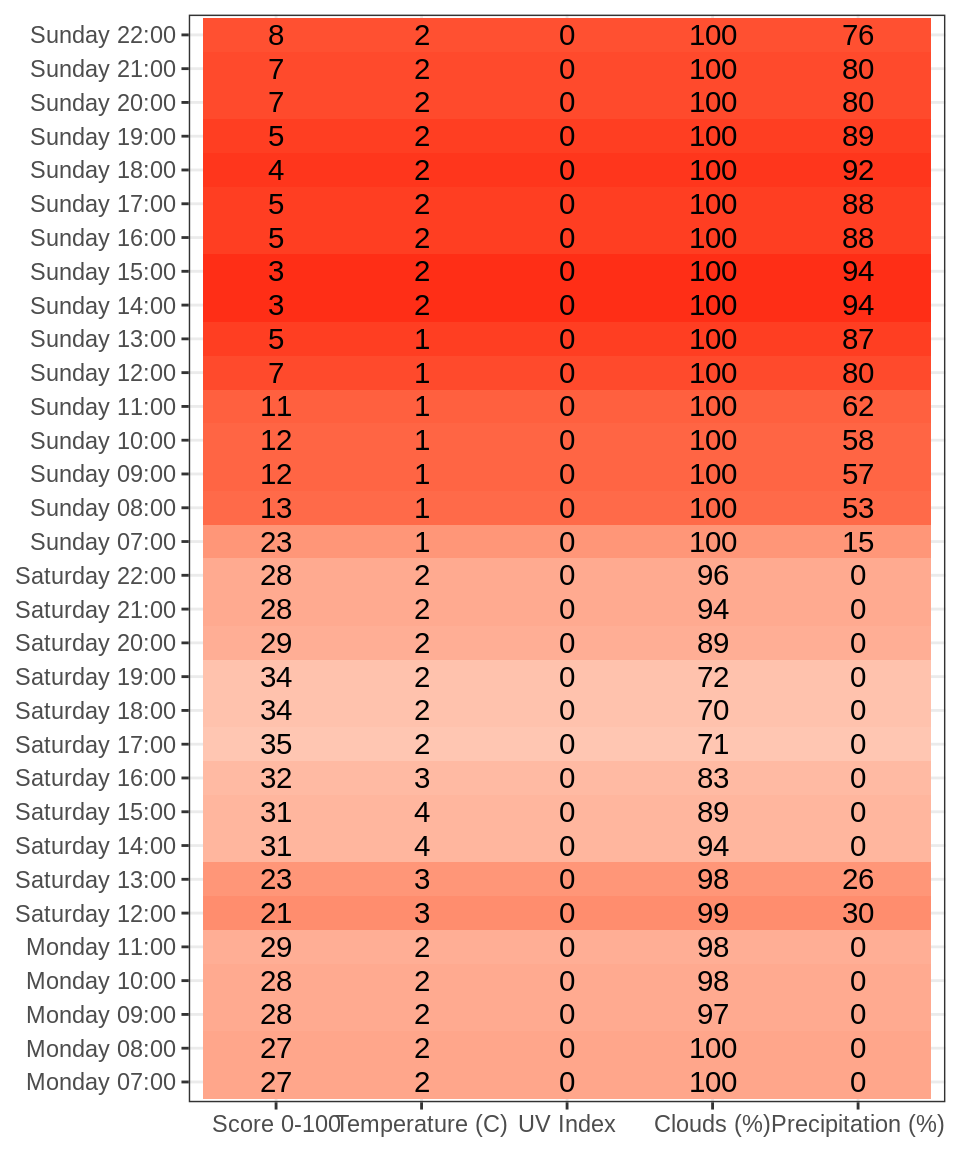 Sunday 22:00 8 2 0 100 76
Sunday 21:00 7 2 0 100 80
Sunday 20:00 7 2 0 100 80
Sunday 19:00 5 2 0 100 89
Sunday 18:00 4 2 0 100 92
Sunday 17:00 5 2 0 100 88
Sunday 16:00 5 2 0 100 88
Sunday 15:00 3 2 0 100 94
Sunday 14:00 3 2 0 100 94
Sunday 13:00 5 1 0 100 87
Sunday 12:00 7 1 0 100 80
Sunday 11:00 11 1 0 100 62
Sunday 10:00 12 1 0 100 58
Sunday 09:00 12 1 0 100 57
Sunday 08:00 13 1 0 100 53
Sunday 07:00 23 1 0 100 15
Saturday 22:00 28 2 0 96 0
Saturday 21:00 28 2 0 94 0
Saturday 20:00 29 2 0 89 0
Saturday 19:00 34 2 0 72 0
Saturday 18:00 34 2 0 70 0
Saturday 17:00 35 2 0 71 0
Saturday 16:00 32 3 0 83 0
Saturday 15:00 31 4 0 89 0
Saturday 14:00 31 4 0 94 0
Saturday 13:00 23 3 0 98 26
Saturday 12:00 21 3 0 99 30
Monday 11:00 29 2 0 98 0
Monday 10:00 28 2 0 98 0
Monday 09:00 28 2 0 97 0
Monday 08:00 27 2 0 100 0
Monday 07:00 27 2 0 100 0
Score 0-100 Temperature (C) UV Index Clouds (%) Precipitation (%)